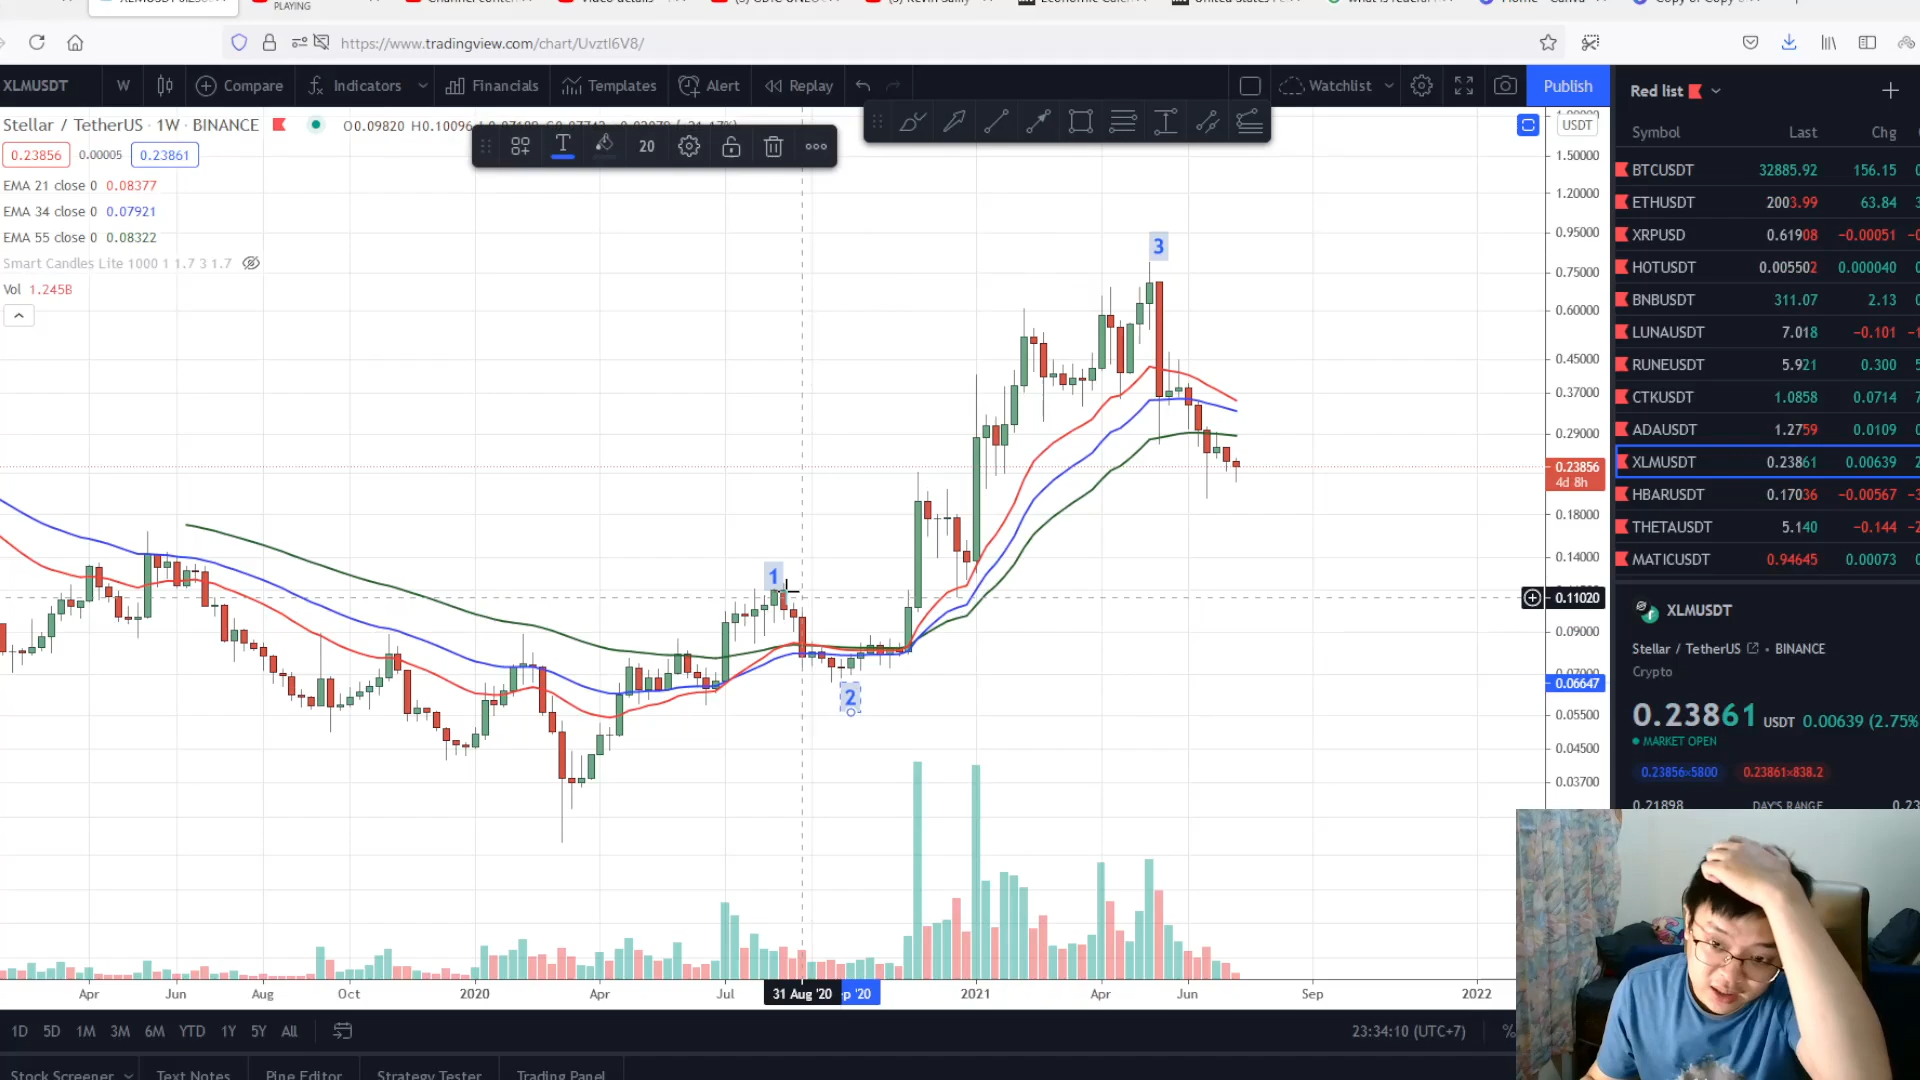 PLAYING
https://www.tradingview.com/chart/Uvztl6V8/
XLMUSDT W Compare Indicators Financials Templates Alert Replay Watchlist Publish
Red list
Stellar / TetherUS · 1W · BINANCE O0.09820 H0.10096
USDT
Symbol Last Chg
0.23856 0.00005 0.23861
20
EMA 21 close 0 0.08377
EMA 34 close 0 0.07921
EMA 55 close 0 0.08322
Smart Candles Lite 1000 1 1.7 3 1.7
Vol 1.245B
1
2
3
1.50000
1.20000
0.95000
0.75000
0.60000
0.45000
0.37000
0.29000
0.23856
4d 8h
0.18000
0.14000
0.11020
0.09000
0.06647
0.05500
0.04500
0.03700
BTCUSDT 32885.92 156.15
ETHUSDT 2003.99 63.84
XRPUSD 0.61908 −0.00051
HOTUSDT 0.005502 0.000040
BNBUSDT 311.07 2.13
LUNAUSDT 7.018 −0.101
RUNEUSDT 5.921 0.300
CTKUSDT 1.0858 0.0714
ADAUSDT 1.2759 0.0109
XLMUSDT 0.23861 0.00639
HBARUSDT 0.17036 −0.00567
THETAUSDT 5.140 −0.144
MATICUSDT 0.94645 0.00073
XLMUSDT
Stellar / TetherUS • BINANCE
Crypto
0.23861 USDT 0.00639 (2.75%
MARKET OPEN
0.23856×5800 0.23861×838.2
0.21898 DAY'S RANGE
Apr Jun Aug Oct 2020 Apr Jul 31 Aug '20 2021 Apr Jun Sep 2022
1D 5D 1M 3M 6M YTD 1Y 5Y All
23:34:10 (UTC+7) %
Stock Screener Text Notes Pine Editor Strategy Tester Trading Panel